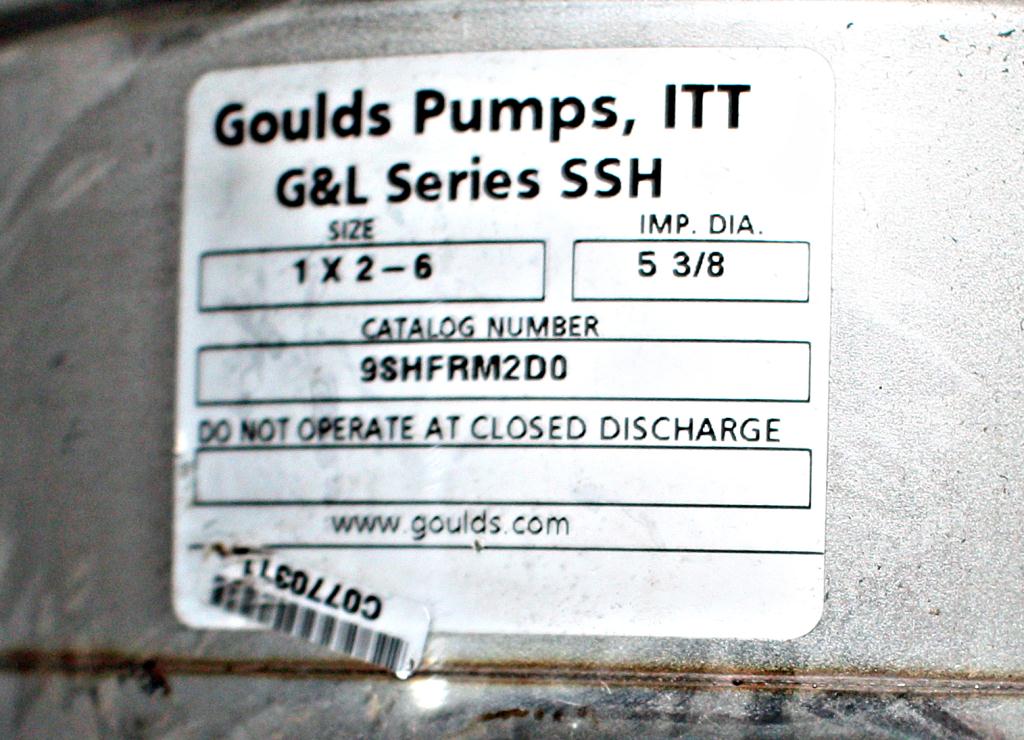 Goulds Pumps, ITT
G&L Series SSH
SIZE IMP. DIA.
1 X 2-6 5 3/8
CATALOG NUMBER
9SHFRM2D0
DO NOT OPERATE AT CLOSED DISCHARGE
www.goulds.com
C0770311